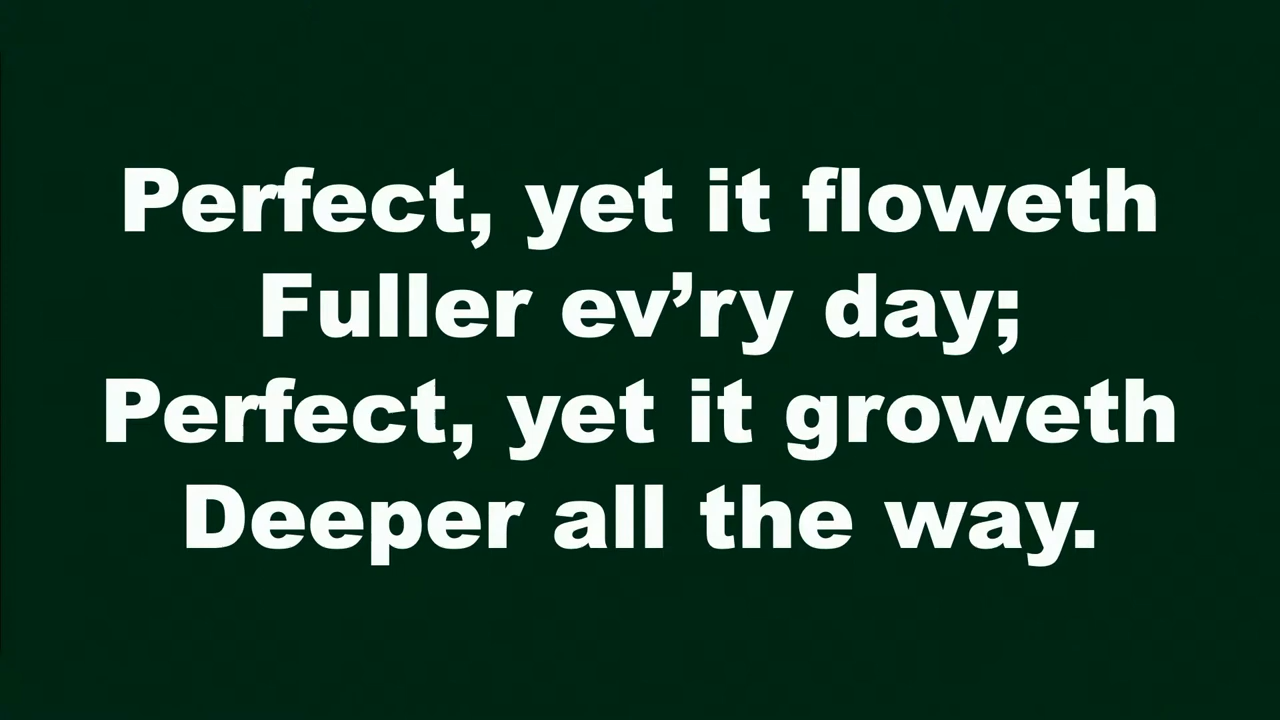 Perfect, yet it floweth
Fuller ev’ry day;
Perfect, yet it groweth
Deeper all the way.